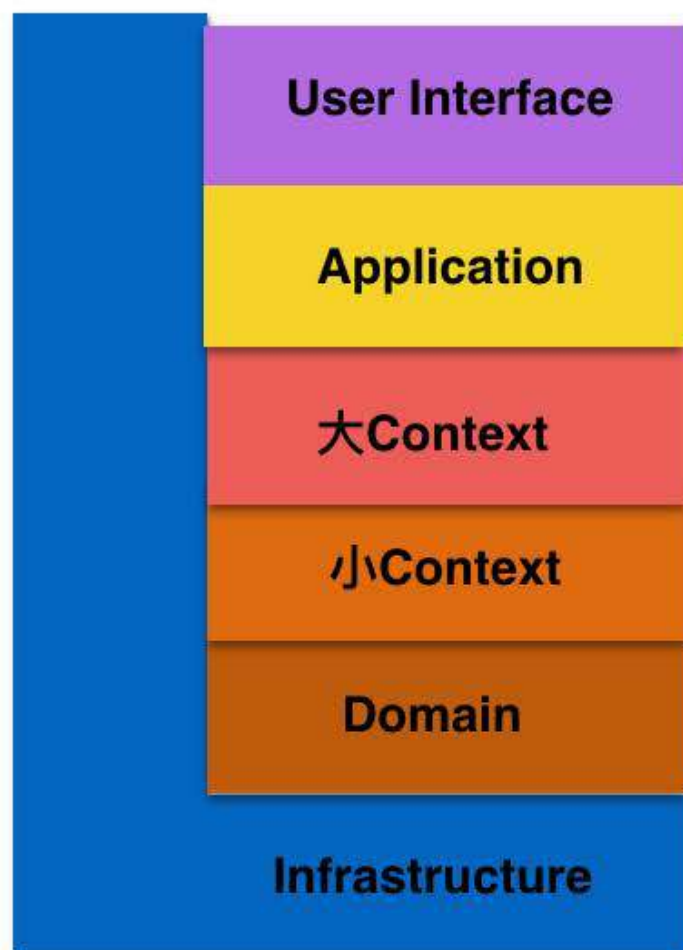 User Interface
Application
大Context
小Context
Domain
Infrastructure